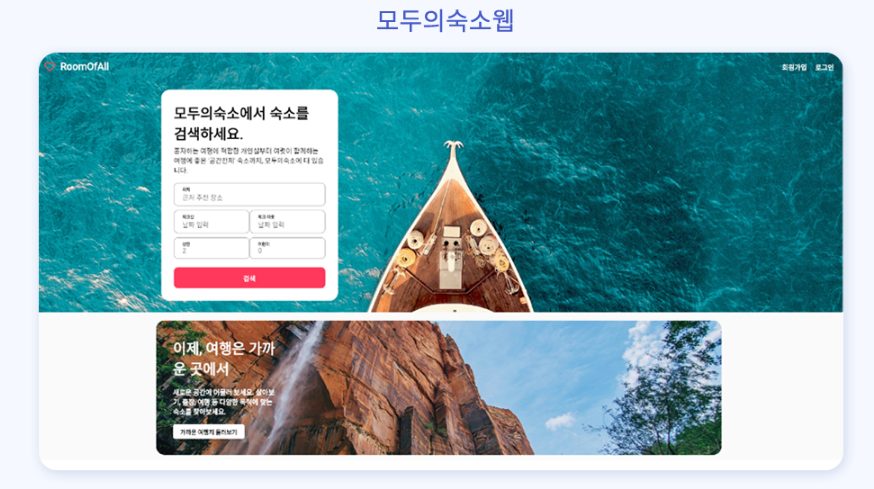 모두의숙소웹
RoomOfAll
회원가입 로그인
모두의숙소에서 숙소를
검색하세요.
혼자하는 여행에 적합한 개인실부터 여럿이 함께하는
여행에 좋은 '공간전체' 숙소까지, 모두의숙소에 다 있습
니다.
위치
근처 추천 장소
체크인 체크아웃
날짜 입력 날짜 입력
성인 어린이
2 0
검색
이제, 여행은 가까
운 곳에서
새로운 공간에 머물러 보세요. 살아보
기, 출장, 여행 등 다양한 목적에 맞는
숙소를 찾아보세요.
가까운 여행지 둘러보기